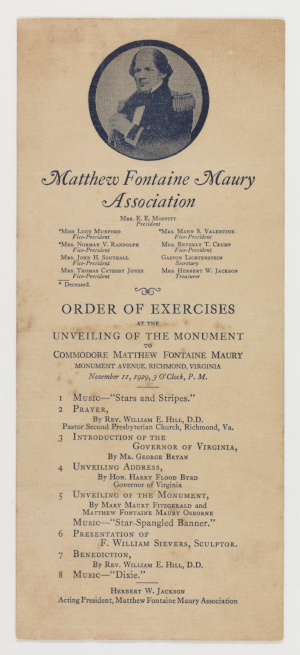 Matthew Fontaine Maury
Association
Mrs. E. E. Moffitt
President
*Miss Lucy Munford
Vice-President
*Mrs. Mann S. Valentine
Vice-President
*Mrs. Norman V. Randolph
Vice-President
Mrs. Beverly T. Crump
Vice-President
Mrs. John H. Southall
Vice-President
Gaston Lichtenstein
Secretary
Mrs. Thomas Catesby Jones
Vice-President
Mrs. Herbert W. Jackson
Treasurer
* Deceased.
ORDER OF EXERCISES
AT THE
UNVEILING OF THE MONUMENT
TO
COMMODORE MATTHEW FONTAINE MAURY
MONUMENT AVENUE, RICHMOND, VIRGINIA
November 11, 1929, 3 O'Clock, P. M.
1 Music—"Stars and Stripes."
2 Prayer,
By Rev. William E. Hill, D.D.
Pastor Second Presbyterian Church, Richmond, Va.
3 Introduction of the
Governor of Virginia,
By Mr. George Bryan
4 Unveiling Address,
By Hon. Harry Flood Byrd
Governor of Virginia
5 Unveiling of the Monument,
By Mary Maury Fitzgerald and
Matthew Fontaine Maury Osborne
Music—"Star-Spangled Banner."
6 Presentation of
F. William Sievers, Sculptor.
7 Benediction,
By Rev. William E. Hill, D.D.
8 Music—"Dixie."
Herbert W. Jackson
Acting President, Matthew Fontaine Maury Association